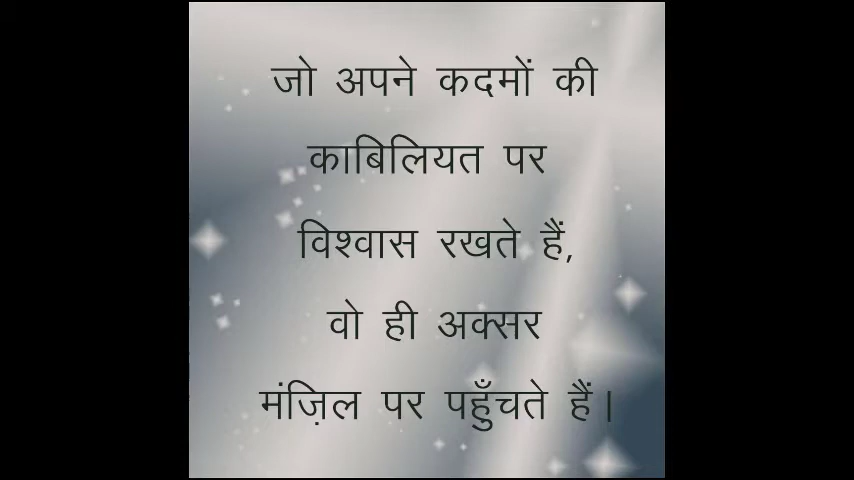 जो अपने कदमों की
काबिलियत पर
विश्वास रखते हैं,
वो ही अक्सर
मंज़िल पर पहुँचते हैं।